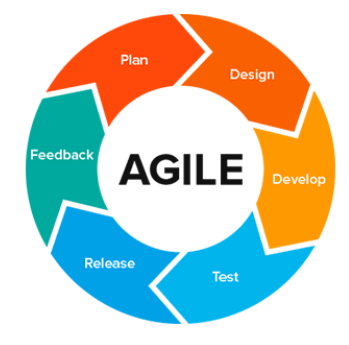 Plan
Design
Develop
Test
Release
Feedback
AGILE